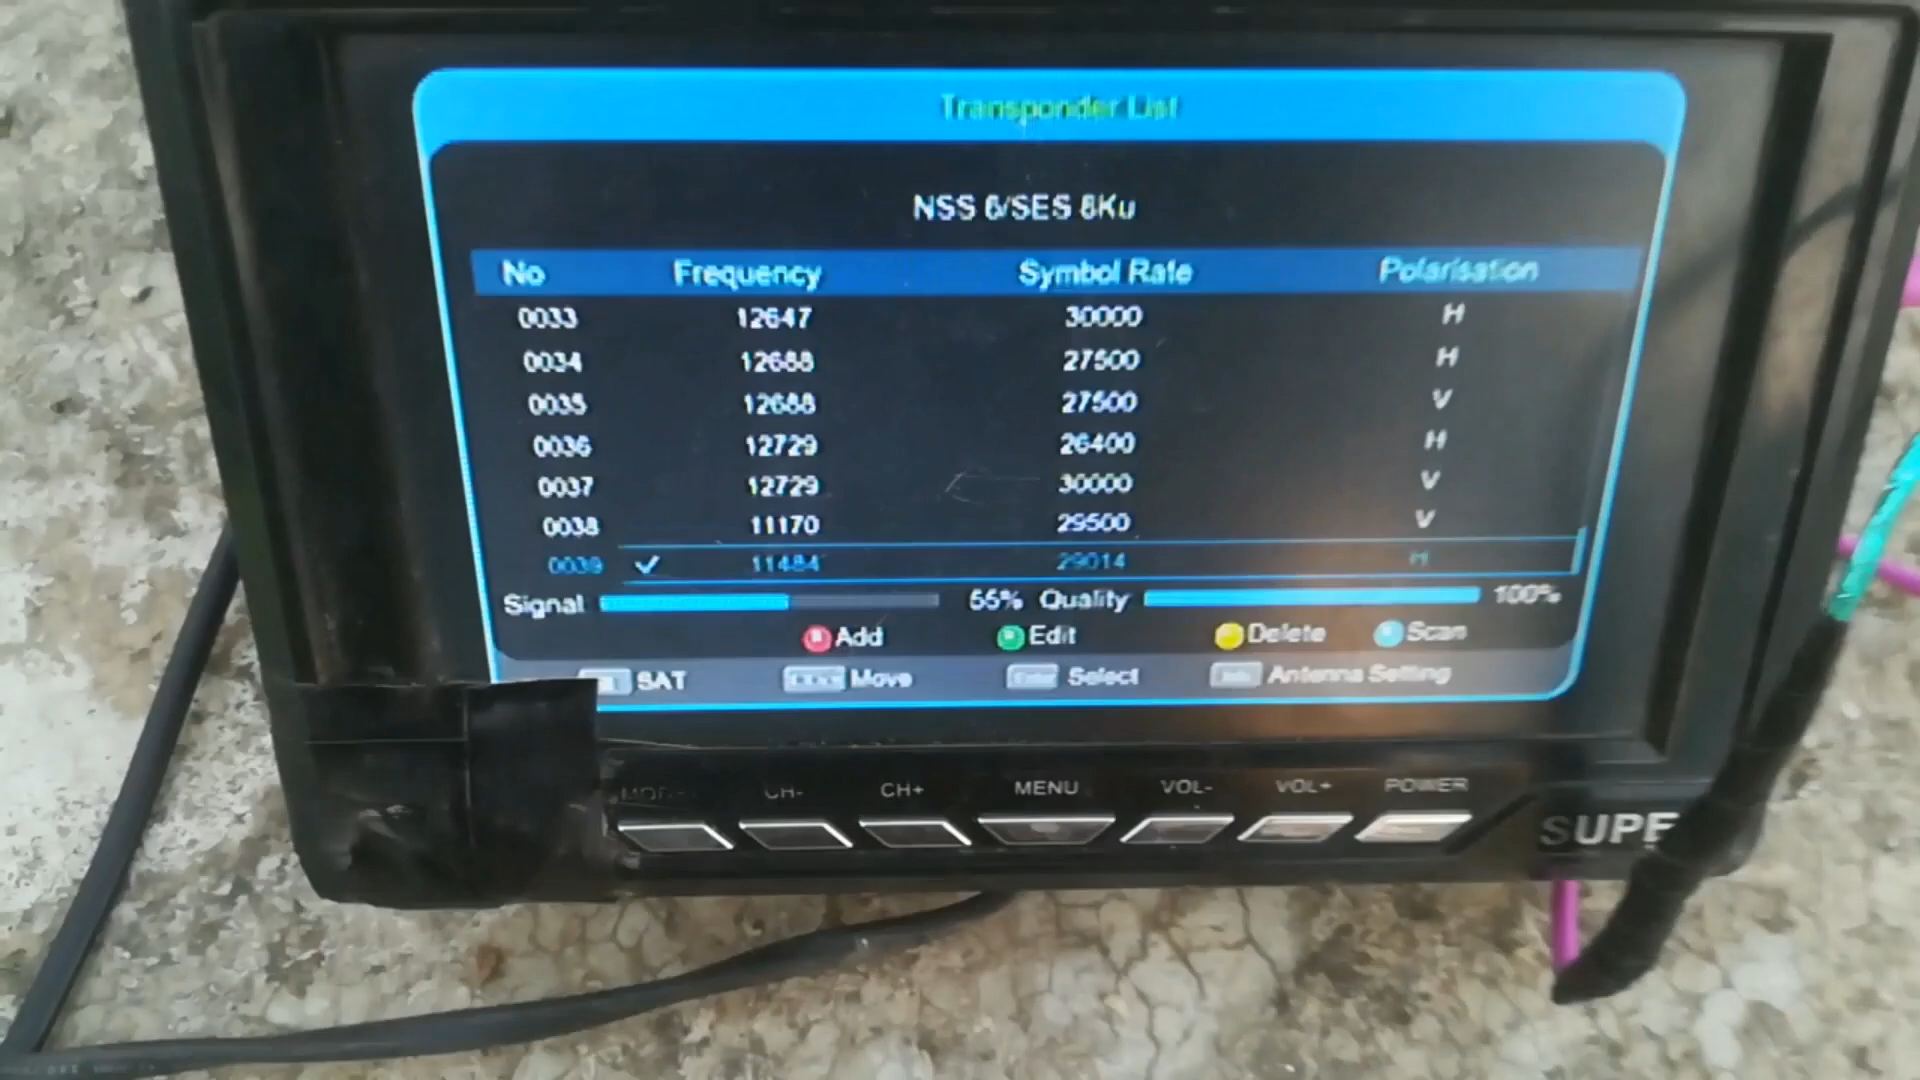 Transponder List
NSS 6/SES 8Ku
No Frequency Symbol Rate Polarisation
0033 12647 30000 H
0034 12688 27500 H
0035 12688 27500 V
0036 12729 26400 H
0037 12729 30000 V
0038 11170 29500 V
0039 11484 29014 H
Signal 55% Quality 100%
Add Edit Delete Scan
SAT Move Select Antenna Setting
CH- CH+ MENU VOL- VOL+ POWER
SUPE